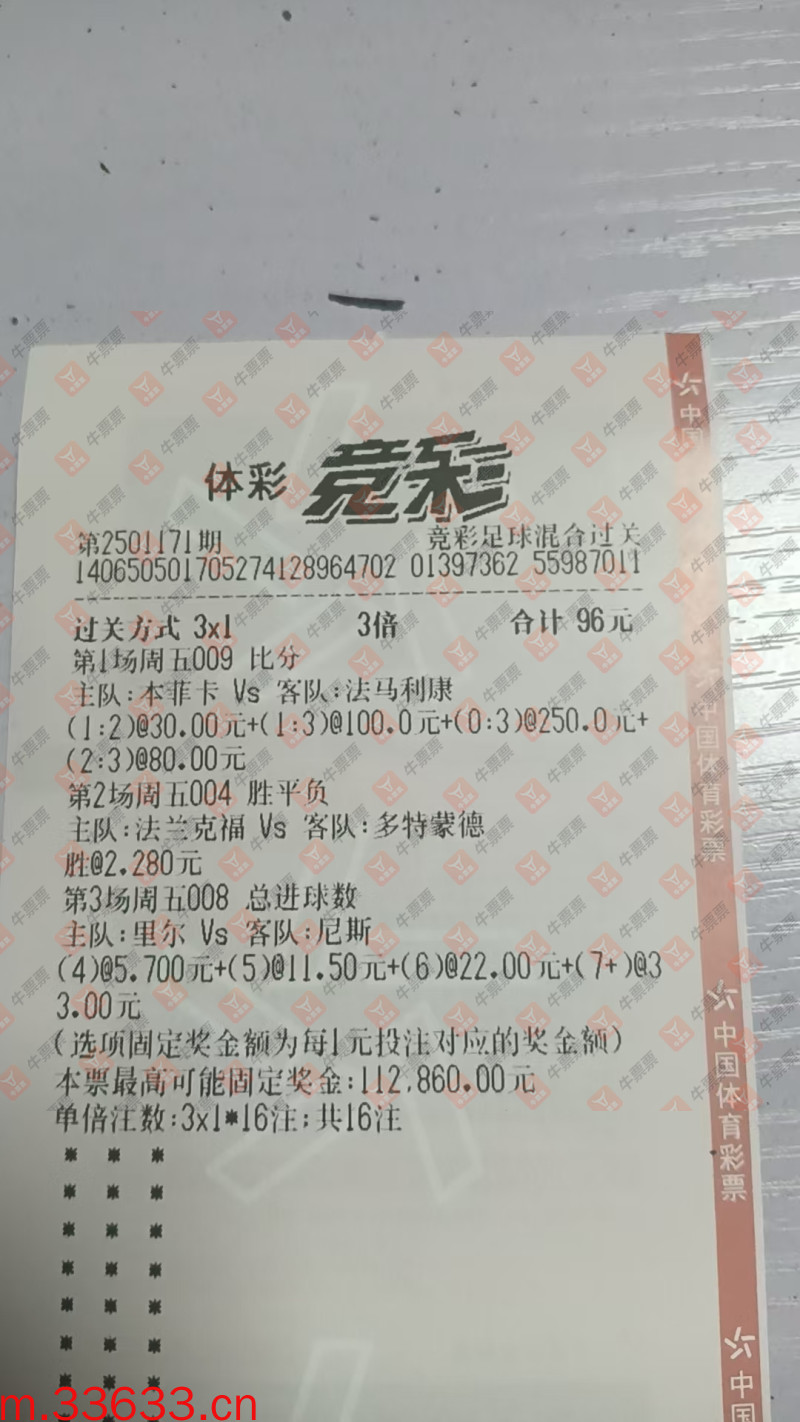 体彩 竞彩
第2501171期 竞彩足球混合过关
140650501705274128964702 01397362 55987011
过关方式 3x1 3倍 合计 96元
第1场周五009 比分
主队:本菲卡 Vs 客队:法马利康
(1:2)@30.00元+(1:3)@100.0元+(0:3)@250.0元+
(2:3)@80.00元
第2场周五004 胜平负
主队:法兰克福 Vs 客队:多特蒙德
胜@2.280元
第3场周五008 总进球数
主队:里尔 Vs 客队:尼斯
(4)@5.700元+(5)@11.50元+(6)@22.00元+(7+)@3
3.00元
(选项固定奖金额为每1元投注对应的奖金额)
本票最高可能固定奖金:112,860.00元
单倍注数:3x1*16注;共16注
* * *
* * *
* * *
* * *
* * *
* * *
* * *
中国
中国体育彩票
中国体育彩票
中国
牛票票
m.33633.cn